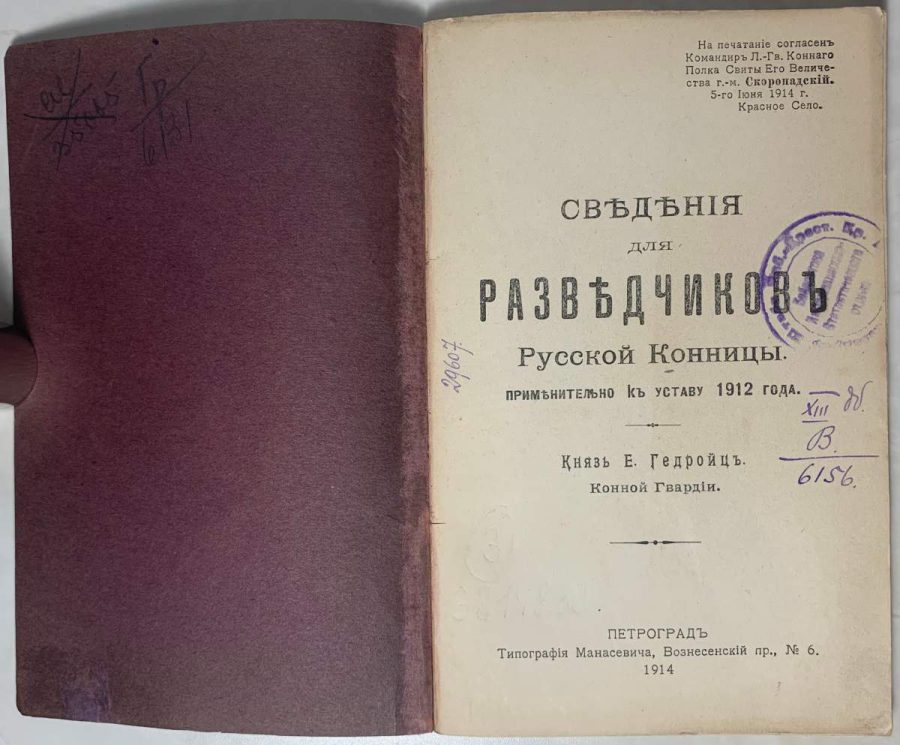 На печатаніе согласенъ
Командиръ Л.-Гв. Коннаго
Полка Свиты Его Величе-
ства г.-м. Скоропадскій.
5-го Іюня 1914 г.
Красное Село.
СВѢДѢНІЯ
ДЛЯ
РАЗВѢДЧИКОВЪ
Русской Конницы.
ПРИМѢНИТЕЛЬНО КЪ УСТАВУ 1912 ГОДА.
29607.
XIII
В.
6156.
Князь Е. Гедройцъ.
Конной Гвардіи.
ПЕТРОГРАДЪ
Типографія Манасевича, Вознесенскій пр., № 6.
1914